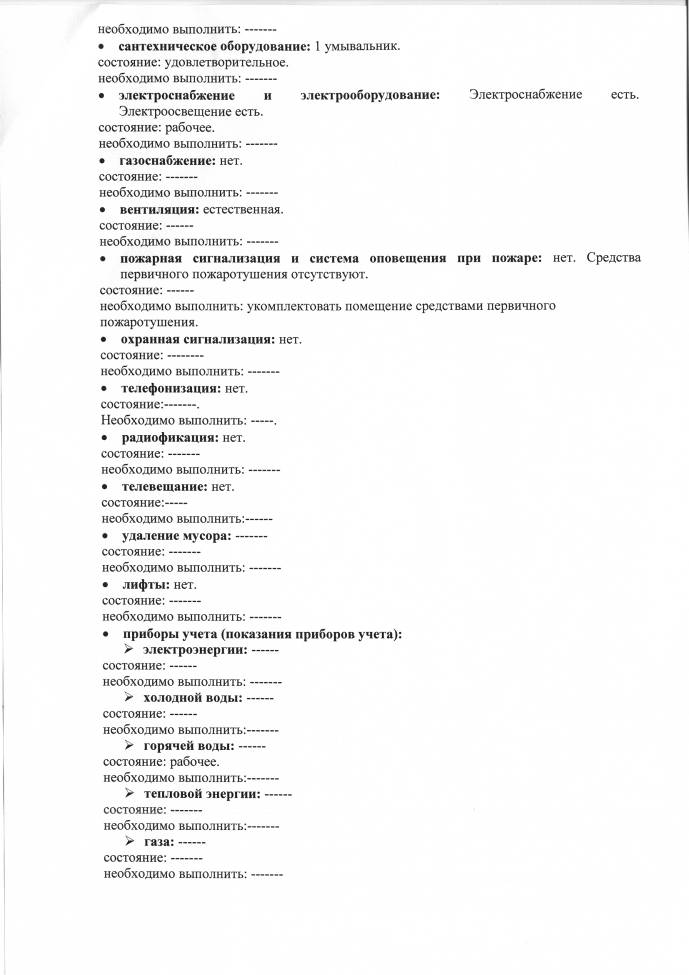 необходимо выполнить: -------
• сантехническое оборудование: 1 умывальник.
состояние: удовлетворительное.
необходимо выполнить: -------
• электроснабжение и электрооборудование: Электроснабжение есть.
Электроосвещение есть.
состояние: рабочее.
необходимо выполнить: -------
• газоснабжение: нет.
состояние: -------
необходимо выполнить: -------
• вентиляция: естественная.
состояние: ------
необходимо выполнить: -------
• пожарная сигнализация и система оповещения при пожаре: нет. Средства
первичного пожаротушения отсутствуют.
состояние: ------
необходимо выполнить: укомплектовать помещение средствами первичного
пожаротушения.
• охранная сигнализация: нет.
состояние: --------
необходимо выполнить: -------
• телефонизация: нет.
состояние:-------.
Необходимо выполнить: -----.
• радиофикация: нет.
состояние: -------
необходимо выполнить: -------
• телевещание: нет.
состояние:-----
необходимо выполнить:------
• удаление мусора: -------
состояние: -------
необходимо выполнить: -------
• лифты: нет.
состояние: -------
необходимо выполнить: -------
• приборы учета (показания приборов учета):
➢ электроэнергии: ------
состояние: ------
необходимо выполнить: -------
➢ холодной воды: ------
состояние: ------
необходимо выполнить:-------
➢ горячей воды: ------
состояние: рабочее.
необходимо выполнить:-------
➢ тепловой энергии: ------
состояние: -------
необходимо выполнить:-------
➢ газа: ------
состояние: -------
необходимо выполнить: -------